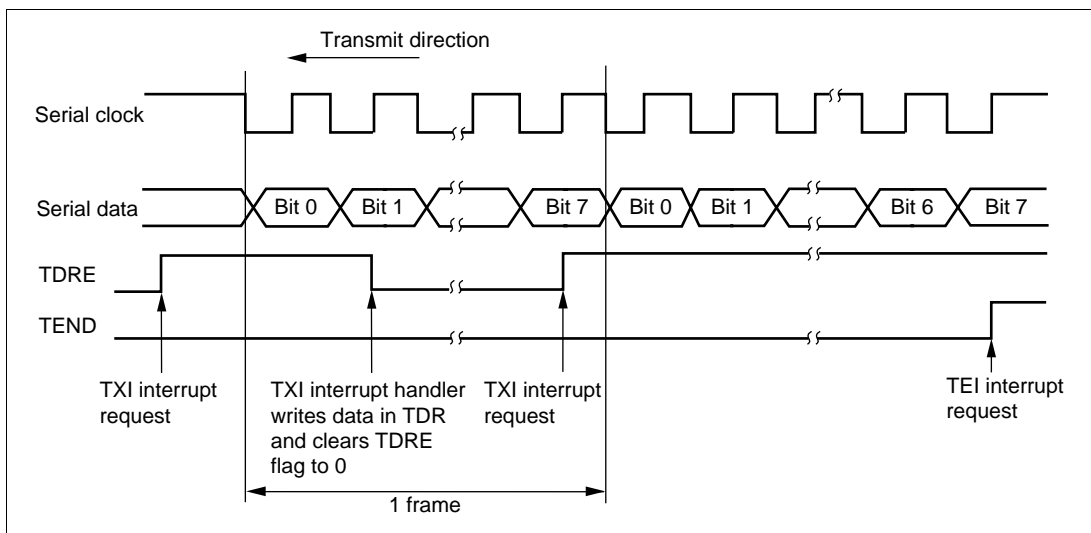 Transmit direction
Serial clock
Serial data
Bit 0
Bit 1
Bit 7
Bit 0
Bit 1
Bit 6
Bit 7
TDRE
TEND
TXI interrupt
request
TXI interrupt handler
writes data in TDR
and clears TDRE
flag to 0
TXI interrupt
request
TEI interrupt
request
1 frame